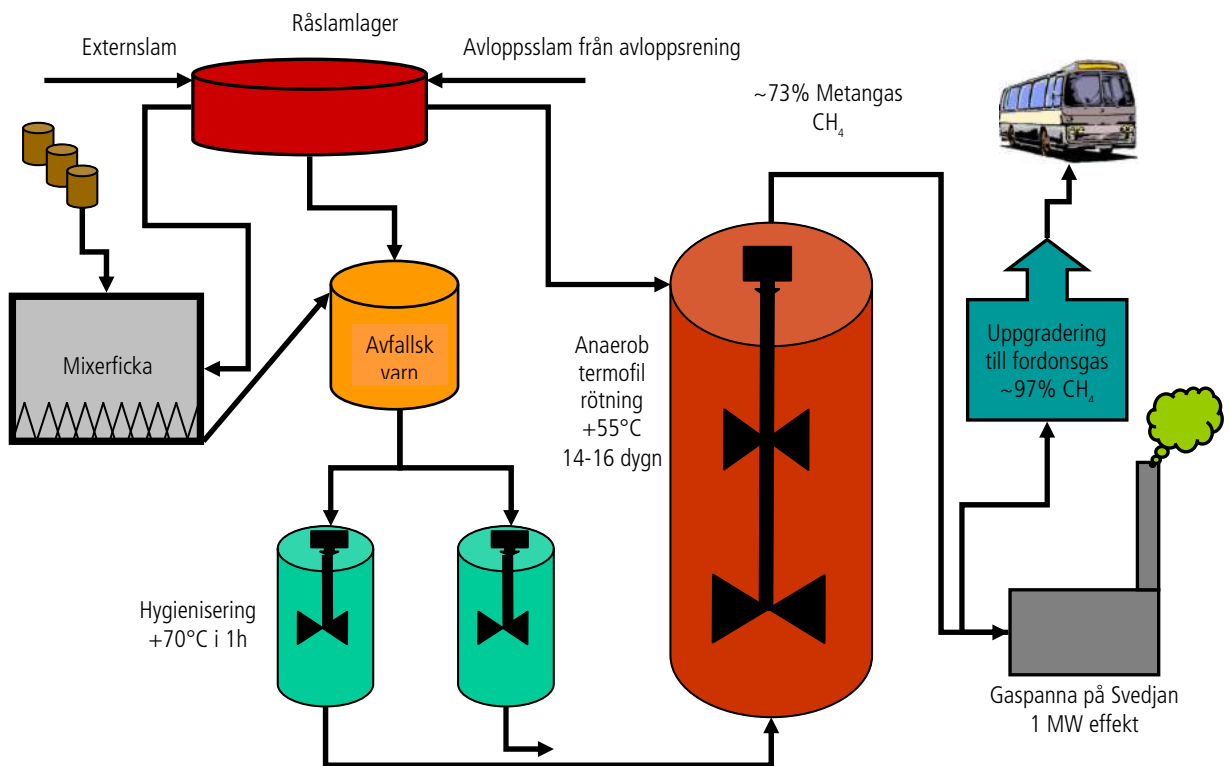 Råslamlager
Externslam
Avloppsslam från avloppsrening
~73% Metangas
CH₄
Mixerficka
Avfallsk
varn
Anaerob
termofil
rötning
+55°C
14-16 dygn
Uppgradering
till fordonsgas
~97% CH₄
Hygienisering
+70°C i 1h
Gaspanna på Svedjan
1 MW effekt